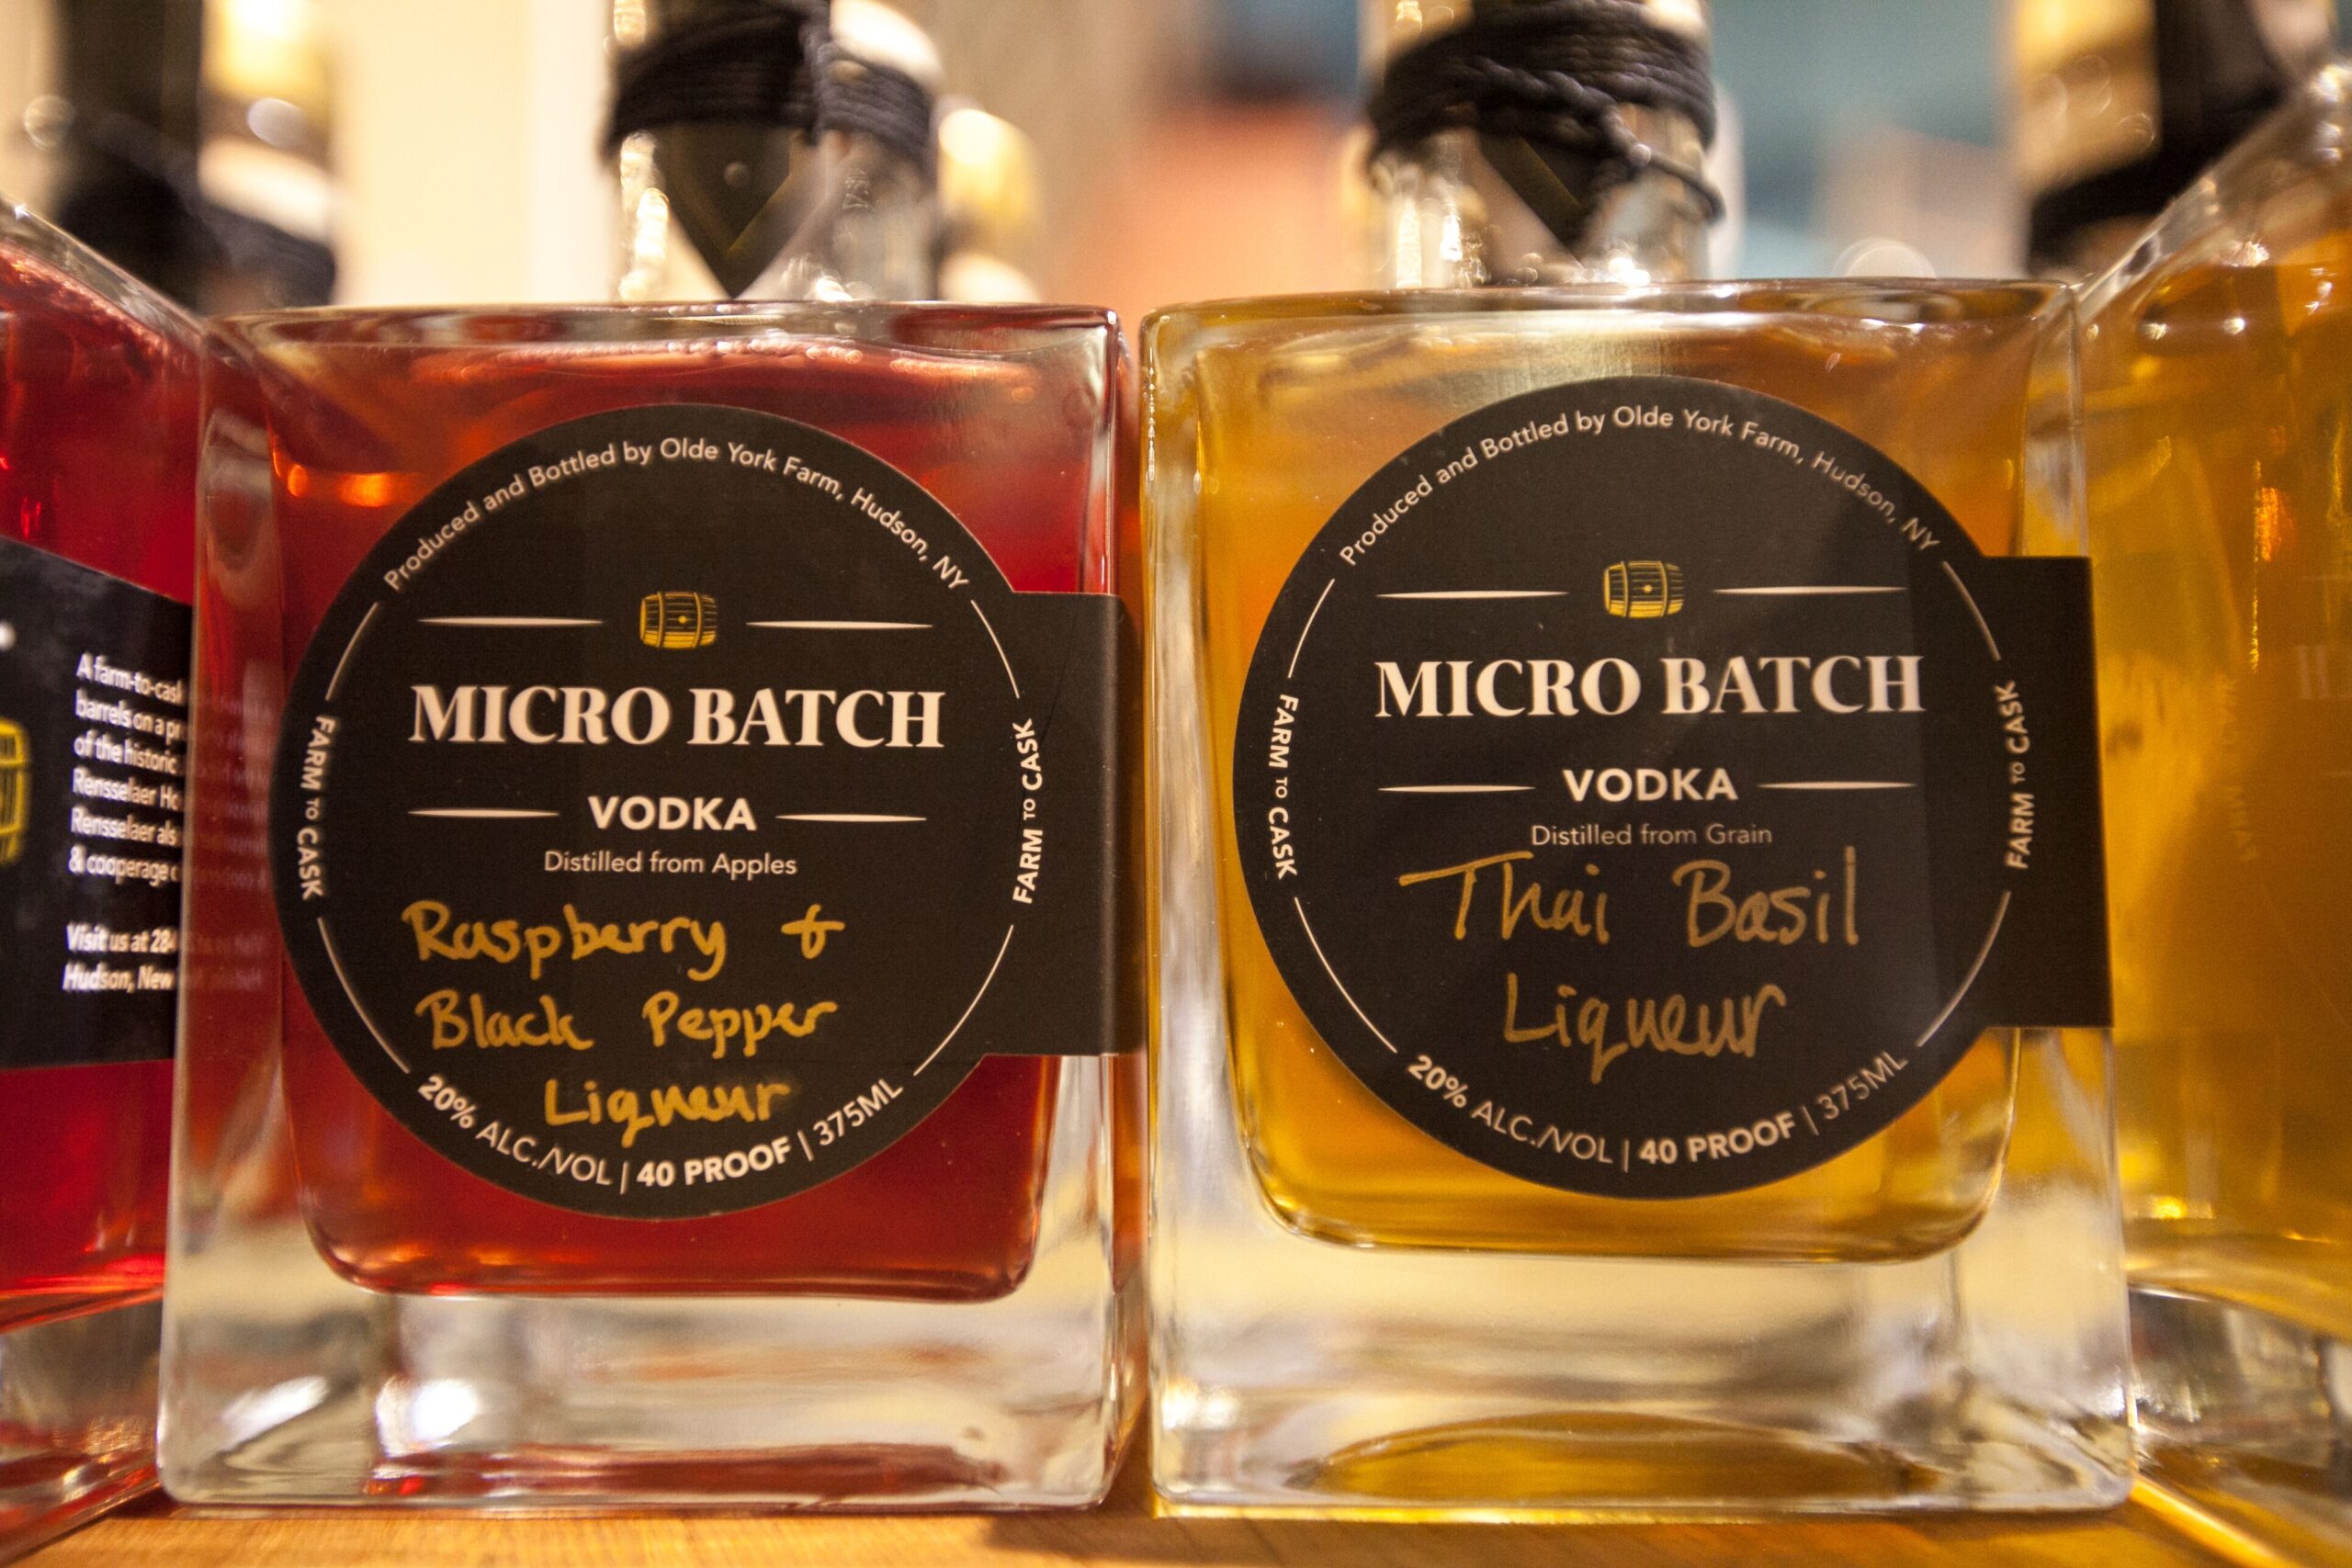 A farm-to-cask
barrels on a
of the historic
Rensselaer
Rensselaer
& cooperage
Visit us at
Hudson, New
Produced and Bottled by Olde York Farm, Hudson, NY
FARM TO CASK
MICRO BATCH
VODKA
Distilled from Apples
Raspberry +
Black Pepper
Liqueur
FARM TO CASK
20% ALC./VOL | 40 PROOF | 375ML
Produced and Bottled by Olde York Farm, Hudson, NY
FARM TO CASK
MICRO BATCH
VODKA
Distilled from Grain
Thai Basil
Liqueur
FARM TO CASK
20% ALC./VOL | 40 PROOF | 375ML